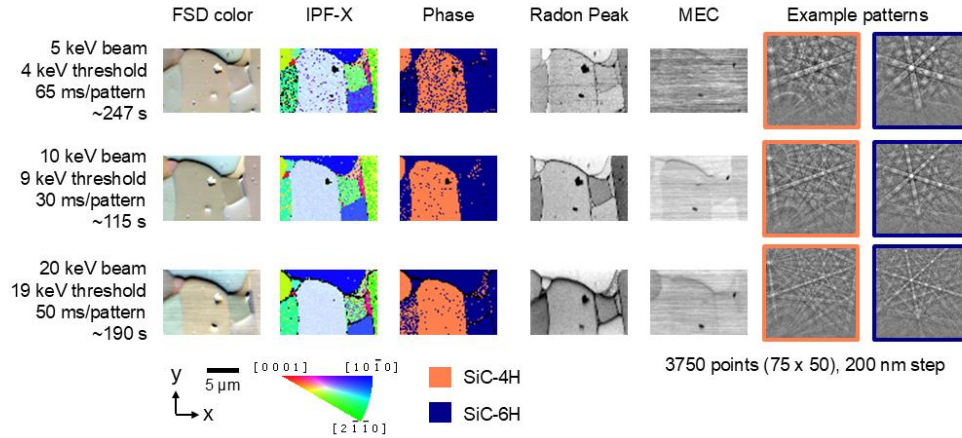 FSD color IPF-X Phase Radon Peak MEC Example patterns
5 keV beam
4 keV threshold
65 ms/pattern
~247 s
10 keV beam
9 keV threshold
30 ms/pattern
~115 s
20 keV beam
19 keV threshold
50 ms/pattern
~190 s
3750 points (75 x 50), 200 nm step
y
x
5 µm
[0001] [101̄0]
[21̄1̄0]
SiC-4H
SiC-6H